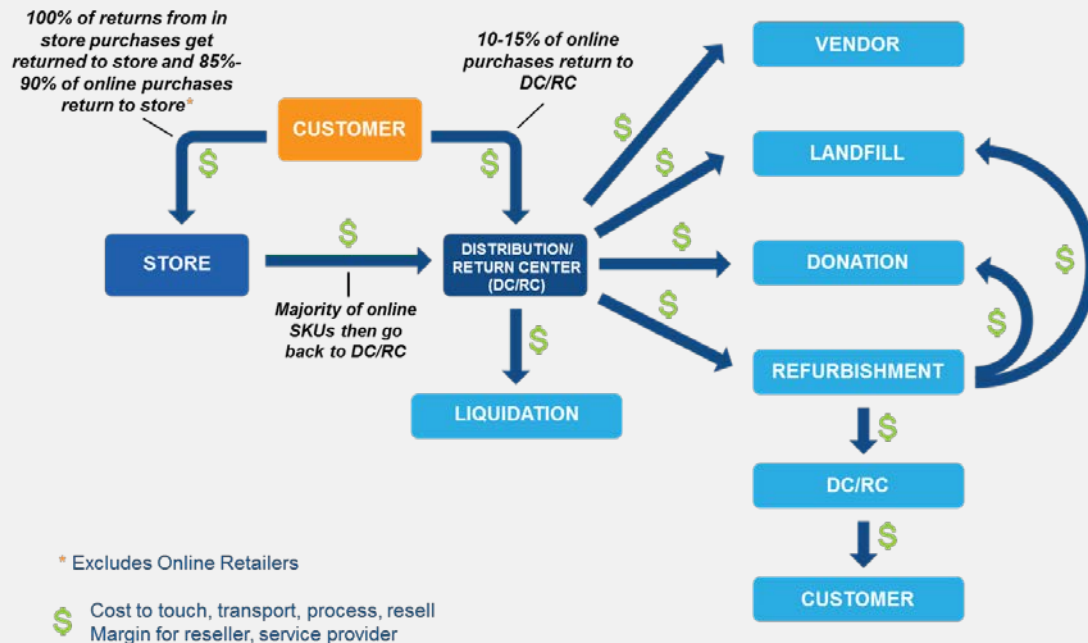 100% of returns from in
store purchases get
returned to store and 85%-
90% of online purchases
return to store*
10-15% of online
purchases return to
DC/RC
CUSTOMER
$
$
STORE
$
Majority of online
SKUs then go
back to DC/RC
DISTRIBUTION/
RETURN CENTER
(DC/RC)
$
LIQUIDATION
$
VENDOR
$
LANDFILL
$
DONATION
$
REFURBISHMENT
$
$
$
DC/RC
$
CUSTOMER
* Excludes Online Retailers
$ Cost to touch, transport, process, resell
Margin for reseller, service provider